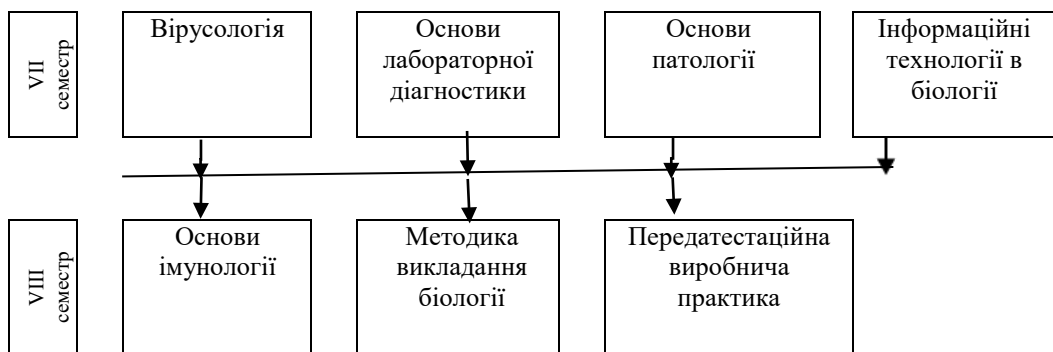 VII
семестр
Вірусологія
Основи
лабораторної
діагностики
Основи
патології
Інформаційні
технології в
біології
VIII
семестр
Основи
імунології
Методика
викладання
біології
Передатестаційна
виробнича
практика